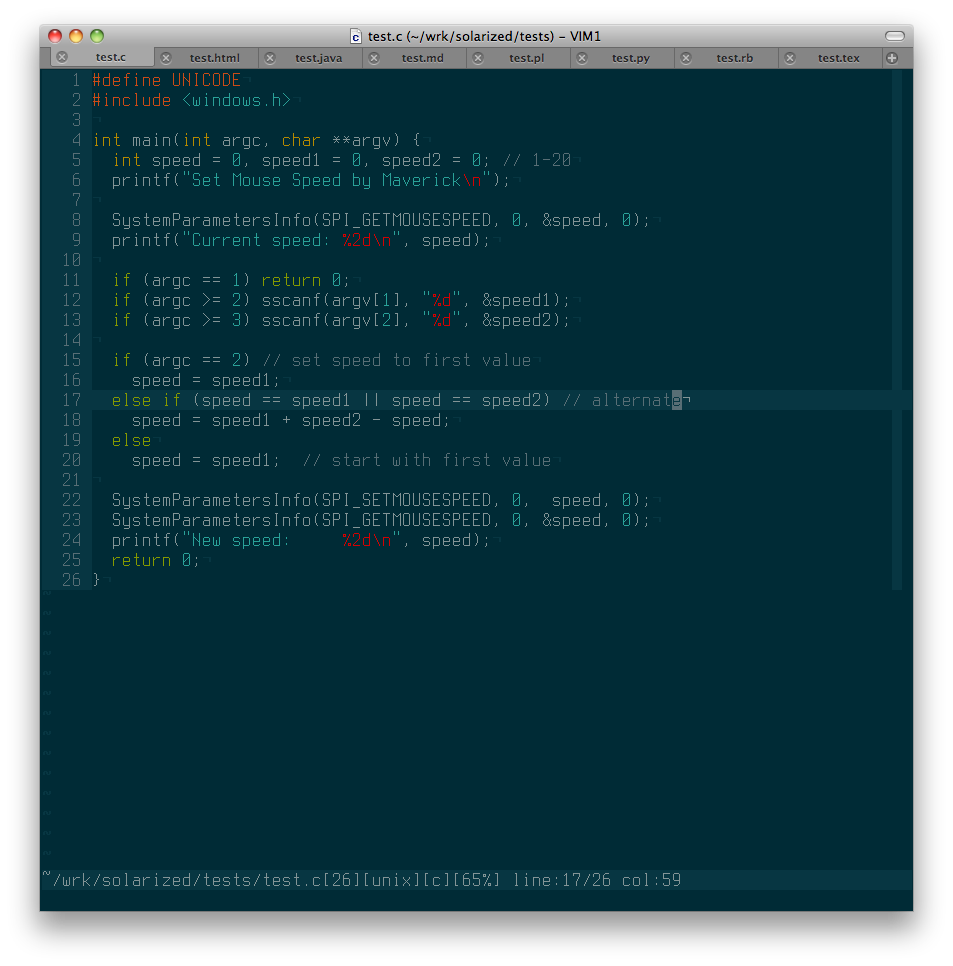 test.c (~/wrk/solarized/tests) – VIM1
test.c test.html test.java test.md test.pl test.py test.rb test.tex
1 #define UNICODE¬
2 #include <windows.h>¬
3 ¬
4 int main(int argc, char **argv) {¬
5   int speed = 0, speed1 = 0, speed2 = 0; // 1-20¬
6   printf("Set Mouse Speed by Maverick\n");¬
7 ¬
8   SystemParametersInfo(SPI_GETMOUSESPEED, 0, &speed, 0);¬
9   printf("Current speed: %2d\n", speed);¬
10 ¬
11   if (argc == 1) return 0;¬
12   if (argc >= 2) sscanf(argv[1], "%d", &speed1);¬
13   if (argc >= 3) sscanf(argv[2], "%d", &speed2);¬
14 ¬
15   if (argc == 2) // set speed to first value¬
16     speed = speed1;¬
17   else if (speed == speed1 || speed == speed2) // alternate¬
18     speed = speed1 + speed2 - speed;¬
19   else¬
20     speed = speed1;  // start with first value¬
21 ¬
22   SystemParametersInfo(SPI_SETMOUSESPEED, 0,  speed, 0);¬
23   SystemParametersInfo(SPI_GETMOUSESPEED, 0, &speed, 0);¬
24   printf("New speed:     %2d\n", speed);¬
25   return 0;¬
26 }¬
~
~
~
~
~
~
~
~
~
~
~
~
~
~
~/wrk/solarized/tests/test.c[26][unix][c][65%] line:17/26 col:59